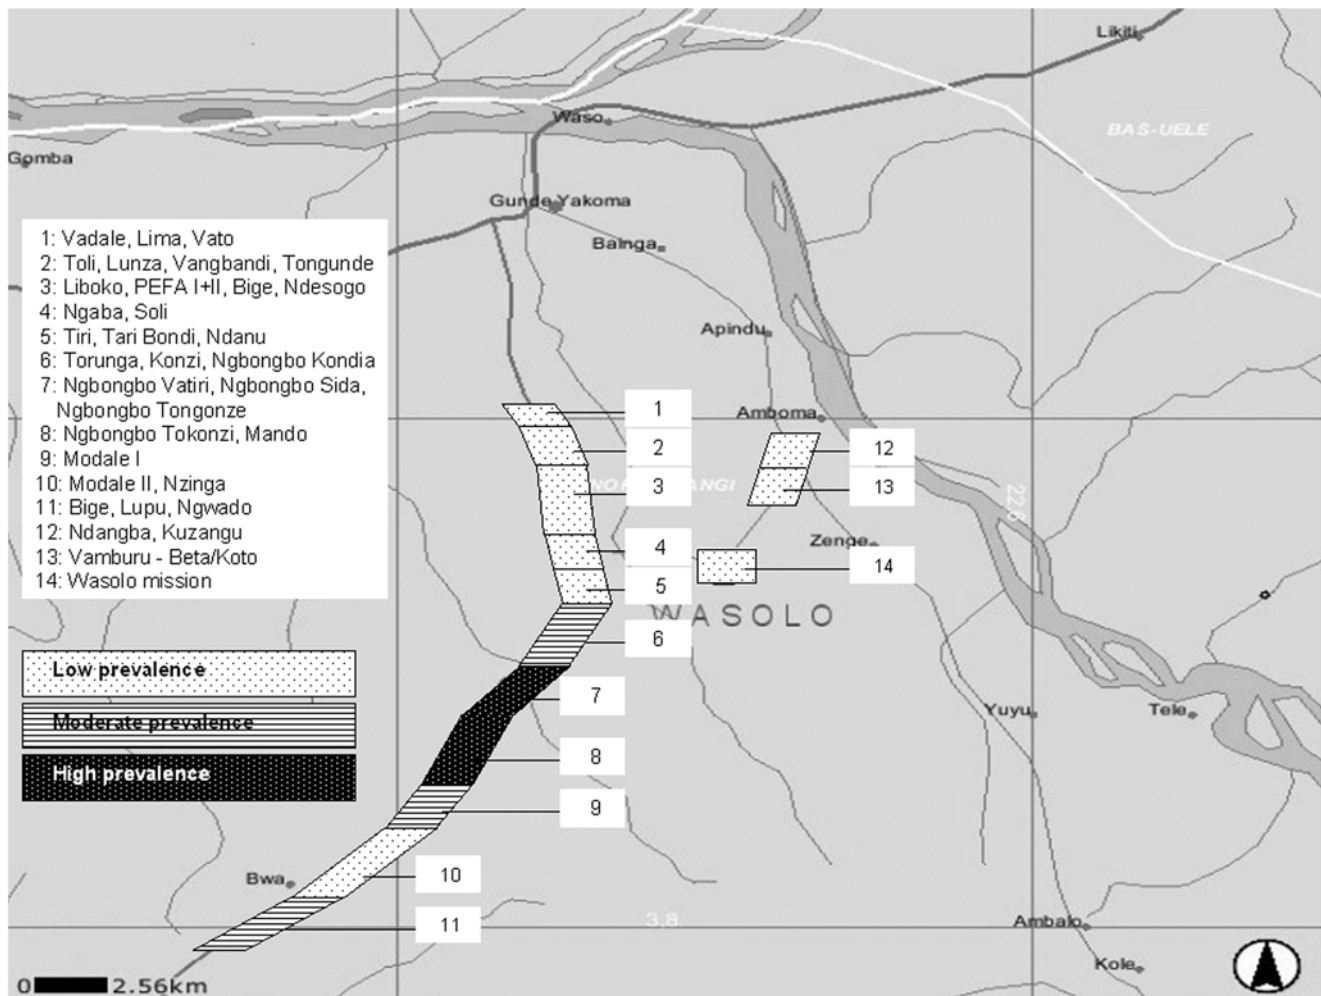 Likiti
Waso
BAS-UELE
Gomba
Gunde Yakoma
Bainga
1: Vadale, Lima, Vato
2: Toli, Lunza, Vangbandi, Tongunde
3: Liboko, PEFA I+II, Bige, Ndesogo
4: Ngaba, Soli
5: Tiri, Tari Bondi, Ndanu
6: Torunga, Konzi, Ngbongbo Kondia
7: Ngbongbo Vatiri, Ngbongbo Sida,
Ngbongbo Tongonze
8: Ngbongbo Tokonzi, Mando
9: Modale I
10: Modale II, Nzinga
11: Bige, Lupu, Ngwado
12: Ndangba, Kuzangu
13: Vamburu - Beta/Koto
14: Wasolo mission
Apindu
Amboma
1
2
3
4
5
6
7
8
9
10
11
12
13
14
Zenge
WASOLO
Low prevalence
Moderate prevalence
High prevalence
Yuyu
Tele
Bwa
3,8
Ambalo
Kole
0
2.56km